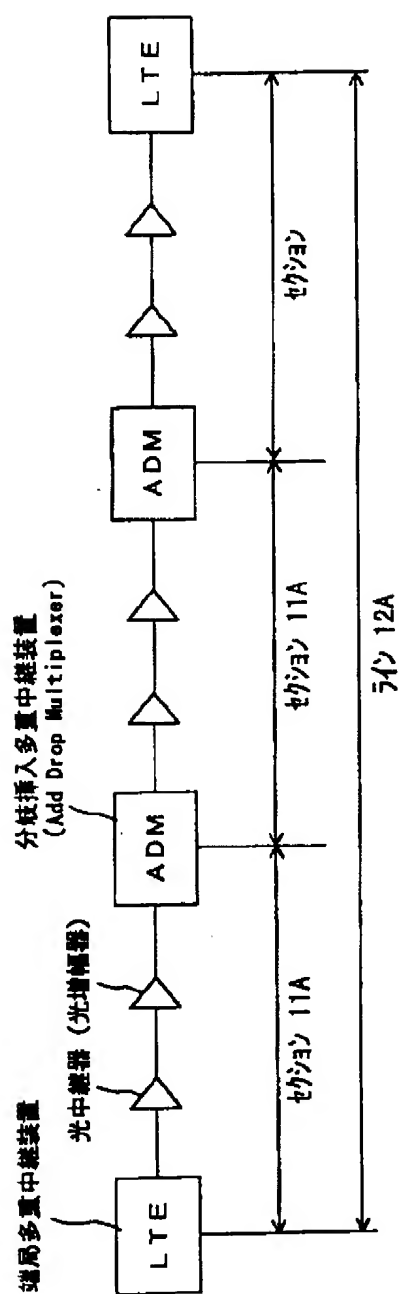 端局多重中継装置
光中継器 (光増幅器)
分岐挿入多重中継装置
(Add Drop Multiplexer)
LTE
ADM
ADM
LTE
セクション 11A
セクション 11A
セクション
ライン 12A